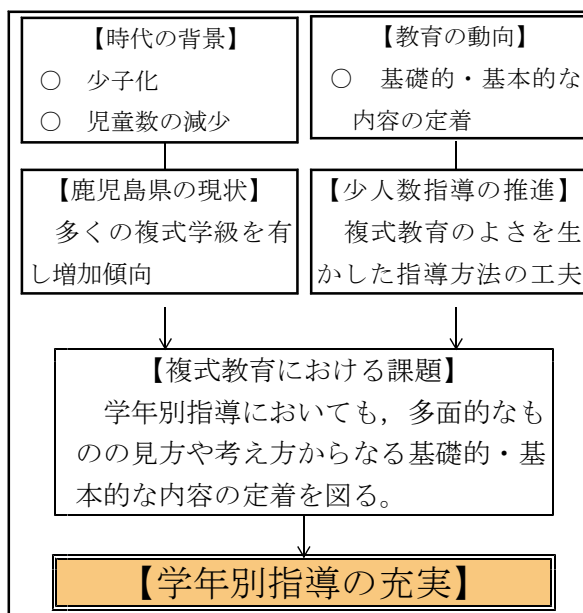 【時代の背景】
○ 少子化
○ 児童数の減少
【教育の動向】
○ 基礎的・基本的な
内容の定着
【鹿児島県の現状】
多くの複式学級を有
し増加傾向
【少人数指導の推進】
複式教育のよさを生
かした指導方法の工夫
【複式教育における課題】
学年別指導においても，多面的なも
のの見方や考え方からなる基礎的・基
本的な内容の定着を図る。
【学年別指導の充実】